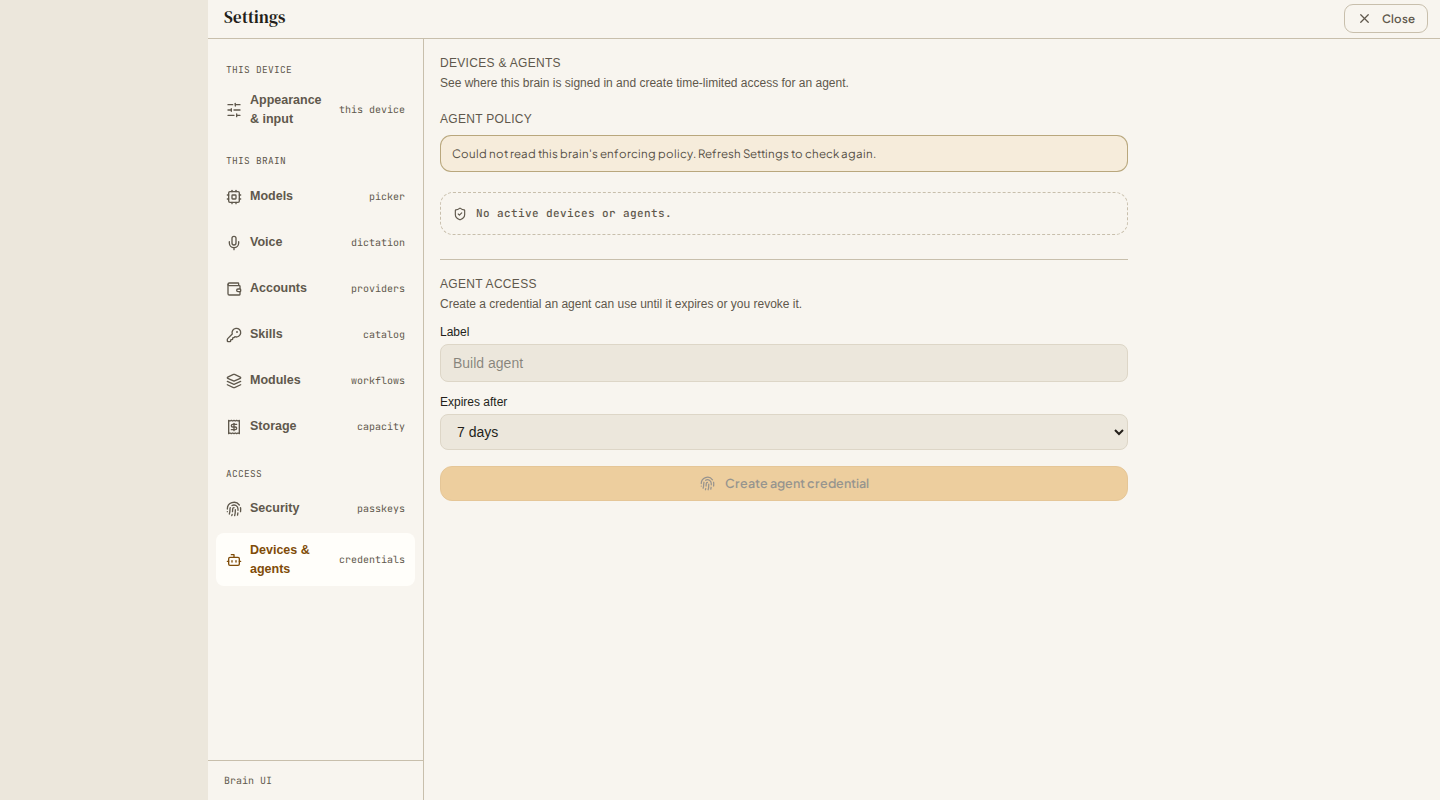 Settings
Close
THIS DEVICE
Appearance & input
this device
THIS BRAIN
Models
picker
Voice
dictation
Accounts
providers
Skills
catalog
Modules
workflows
Storage
capacity
ACCESS
Security
passkeys
Devices & agents
credentials
Brain UI
DEVICES & AGENTS
See where this brain is signed in and create time-limited access for an agent.
AGENT POLICY
Could not read this brain's enforcing policy. Refresh Settings to check again.
No active devices or agents.
AGENT ACCESS
Create a credential an agent can use until it expires or you revoke it.
Label
Build agent
Expires after
7 days
Create agent credential